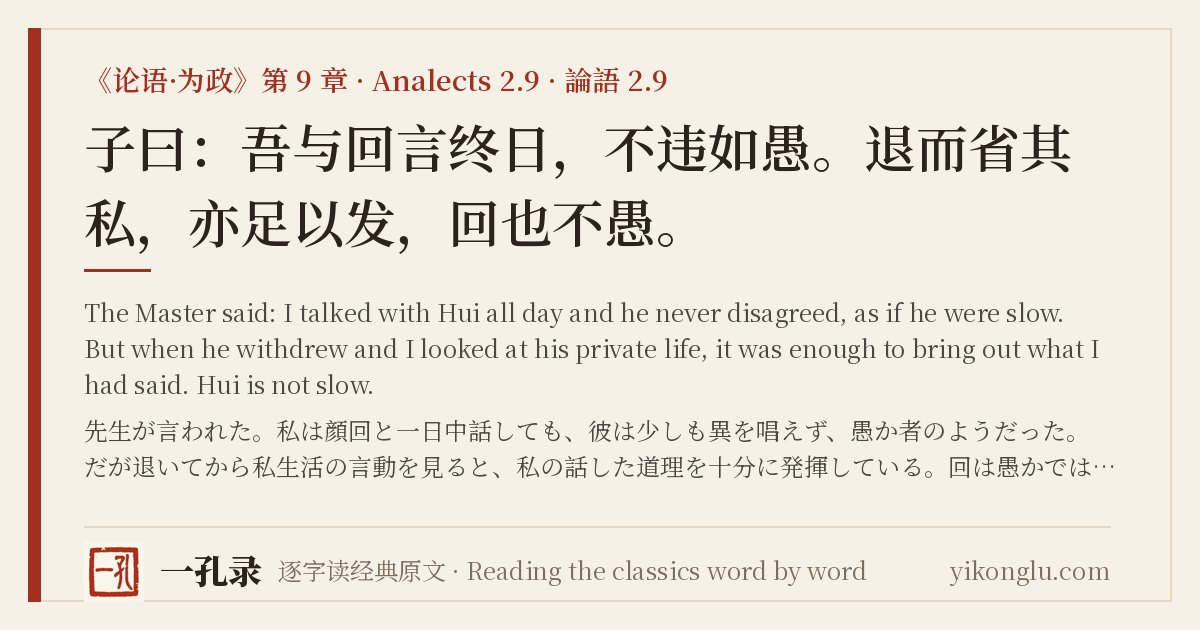 《论语·为政》第 9 章 · Analects 2.9 · 論語 2.9
子曰：吾与回言终日，不违如愚。退而省其
私，亦足以发，回也不愚。
The Master said: I talked with Hui all day and he never disagreed, as if he were slow.
But when he withdrew and I looked at his private life, it was enough to bring out what I
had said. Hui is not slow.
先生が言われた。私は顔回と一日中話しても、彼は少しも異を唱えず、愚か者のようだった。
だが退いてから私生活の言動を見ると、私の話した道理を十分に発揮している。回は愚かでは…
一孔
一孔录 逐字读经典原文 · Reading the classics word by word yikonglu.com